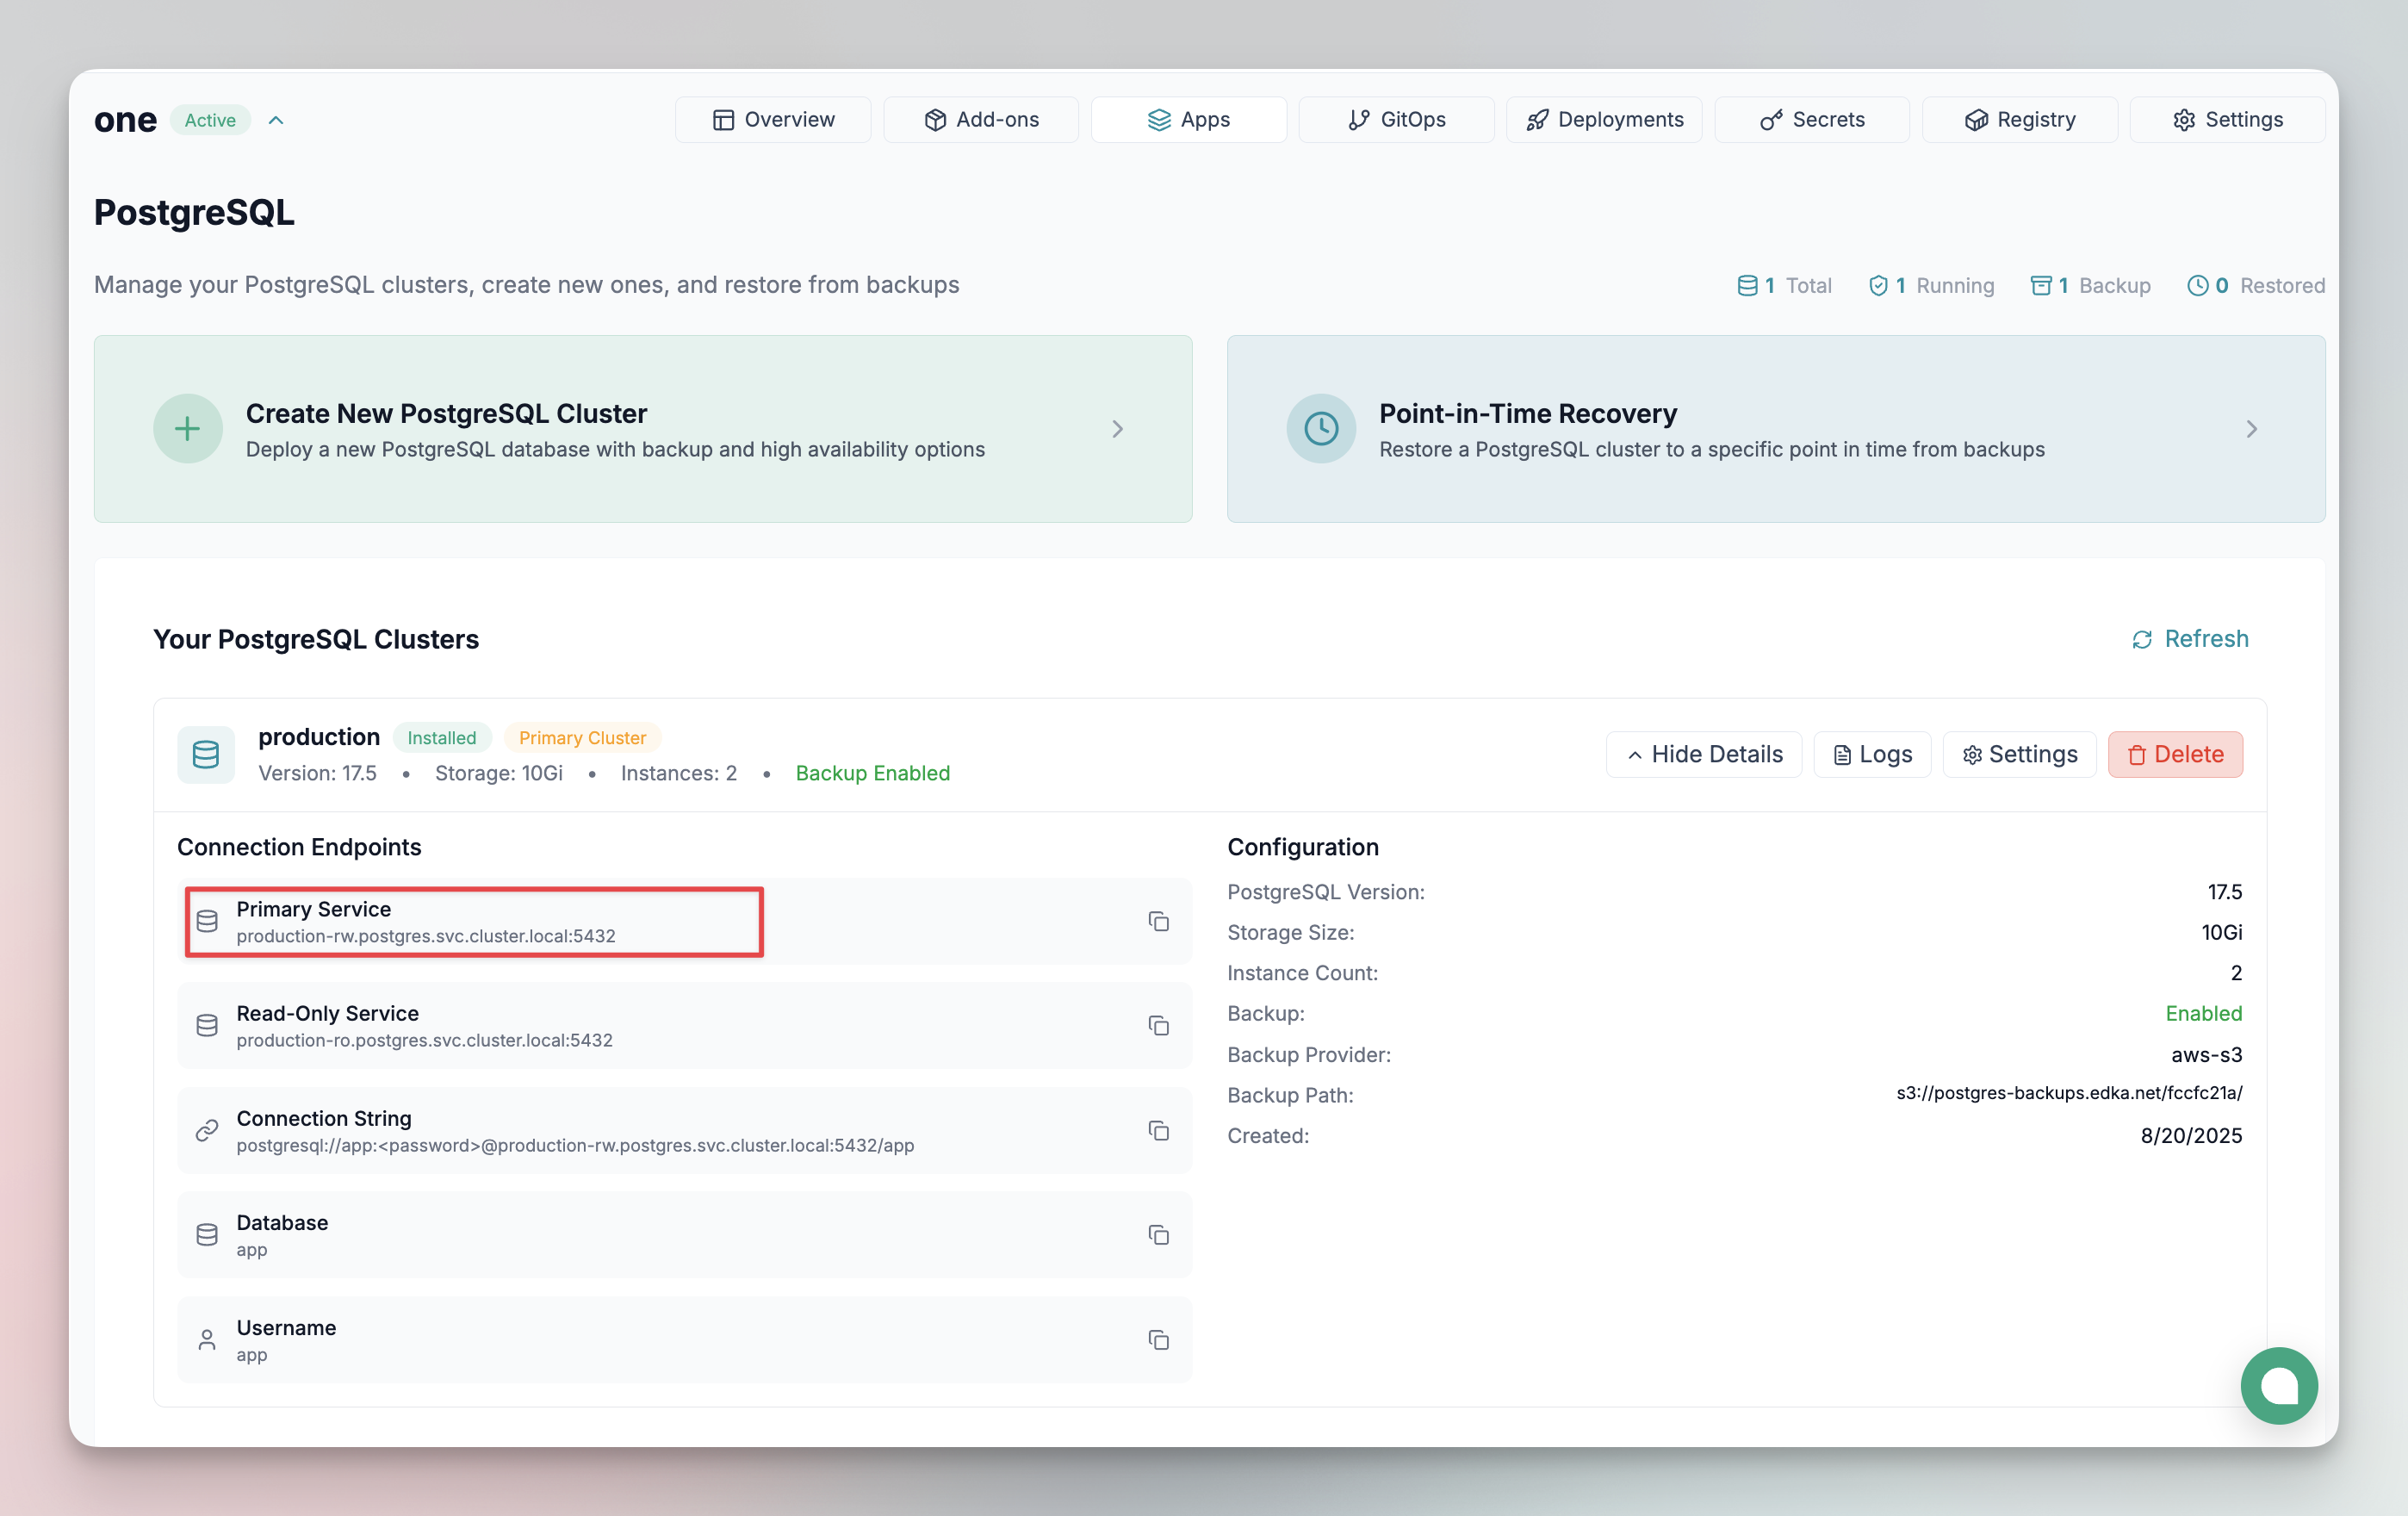 one Active
Overview Add-ons Apps GitOps Deployments Secrets Registry Settings
PostgreSQL
Manage your PostgreSQL clusters, create new ones, and restore from backups
1 Total 1 Running 1 Backup 0 Restored
Create New PostgreSQL Cluster
Deploy a new PostgreSQL database with backup and high availability options
Point-in-Time Recovery
Restore a PostgreSQL cluster to a specific point in time from backups
Your PostgreSQL Clusters
Refresh
production Installed Primary Cluster
Version: 17.5 • Storage: 10Gi • Instances: 2 • Backup Enabled
Hide Details Logs Settings Delete
Connection Endpoints
Primary Service
production-rw.postgres.svc.cluster.local:5432
Read-Only Service
production-ro.postgres.svc.cluster.local:5432
Connection String
postgresql://app:<password>@production-rw.postgres.svc.cluster.local:5432/app
Database
app
Username
app
Configuration
PostgreSQL Version: 17.5
Storage Size: 10Gi
Instance Count: 2
Backup: Enabled
Backup Provider: aws-s3
Backup Path: s3://postgres-backups.edka.net/fccfc21a/
Created: 8/20/2025